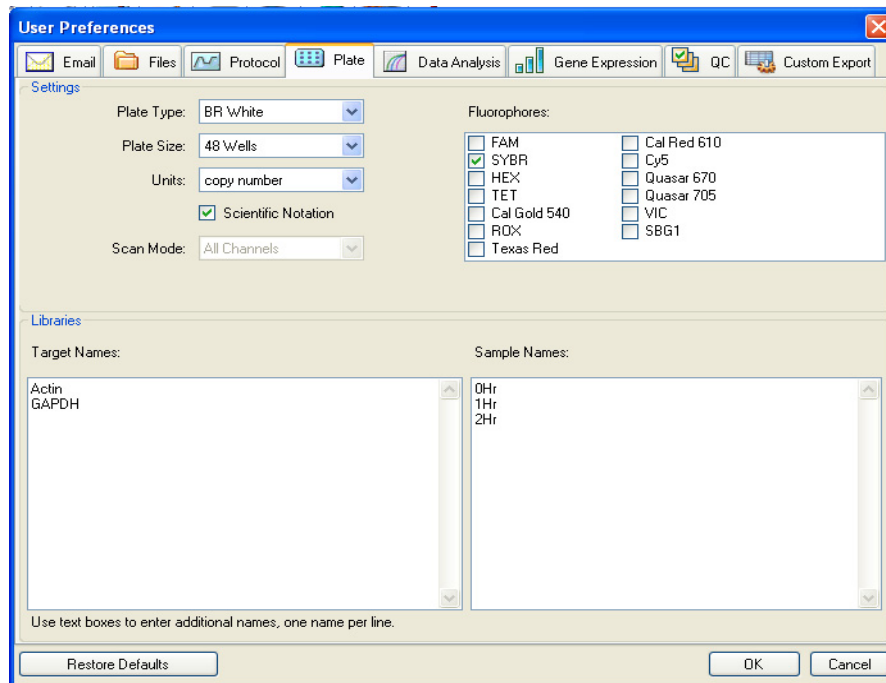 User Preferences
Email Files Protocol Plate Data Analysis Gene Expression QC Custom Export
Settings
Plate Type: BR White
Plate Size: 48 Wells
Units: copy number
Scientific Notation
Scan Mode: All Channels
Fluorophores:
FAM Cal Red 610
SYBR Cy5
HEX Quasar 670
TET Quasar 705
Cal Gold 540 VIC
ROX SBG1
Texas Red
Libraries
Target Names:
Actin
GAPDH
Sample Names:
0Hr
1Hr
2Hr
Use text boxes to enter additional names, one name per line.
Restore Defaults OK Cancel